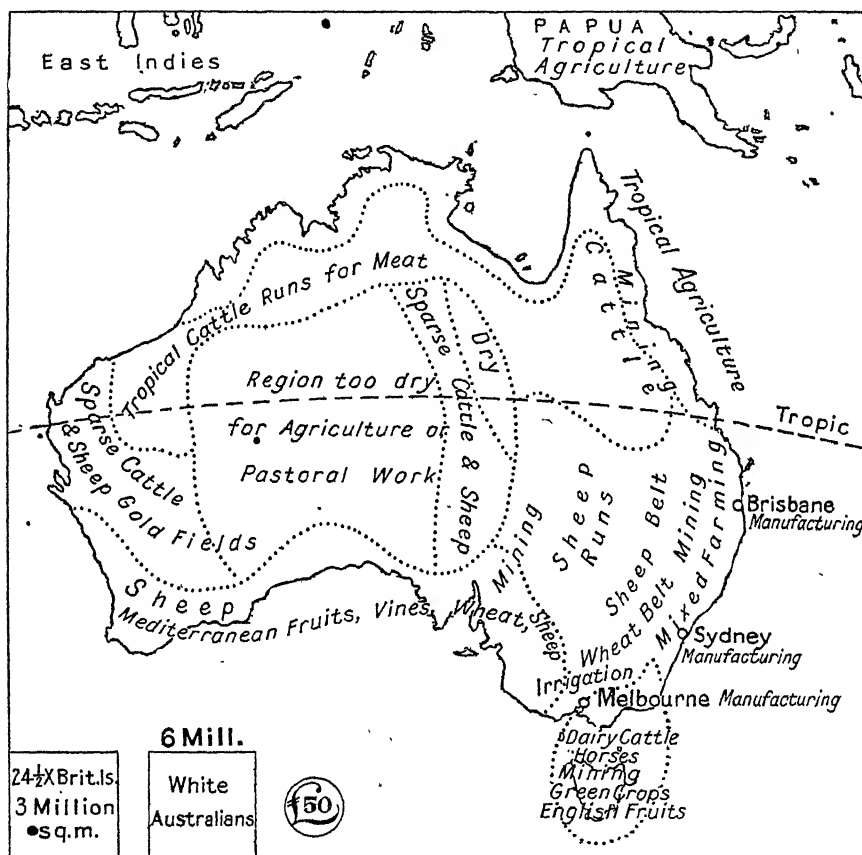 PAPUA
Tropical
Agriculture
East Indies
Tropical Agriculture
Mining
Cattle
Tropical Cattle Runs for Meat
Sparse
Dry
Cattle & Sheep
Region too dry
for Agriculture or
Pastoral Work
Tropic
Sparse Cattle
& Sheep Gold Fields
Mining
Sheep
Runs
Sheep Belt
Wheat Belt Mining
Mixed Farming
Brisbane
Manufacturing
Sheep
Mediterranean Fruits, Vines, Wheat, Sheep
Sydney
Manufacturing
Irrigation
Melbourne Manufacturing
Dairy Cattle
Horses
Mining
Green Crops
English Fruits
6 Mill.
24½XBrit.Is.
3 Million
sq.m.
White
Australians
£50